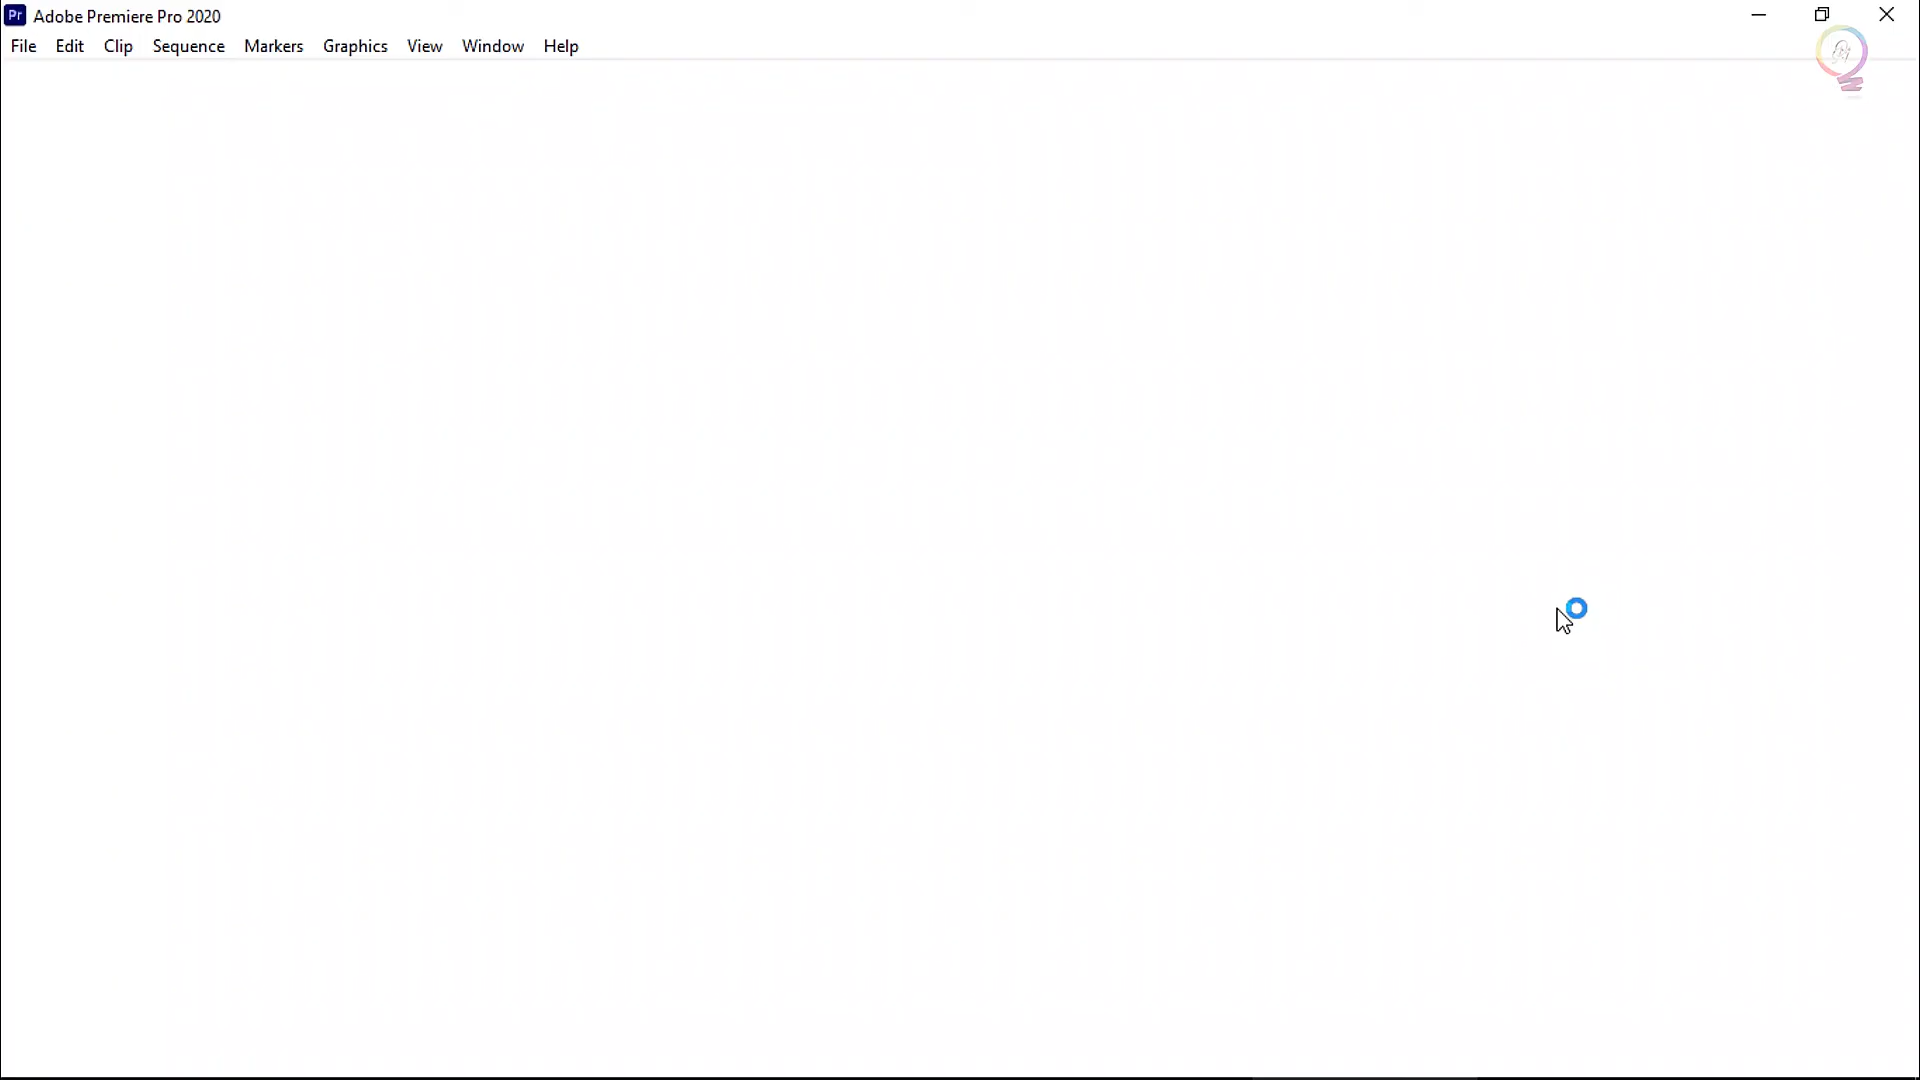 Pr Adobe Premiere Pro 2020
File Edit Clip Sequence Markers Graphics View Window Help